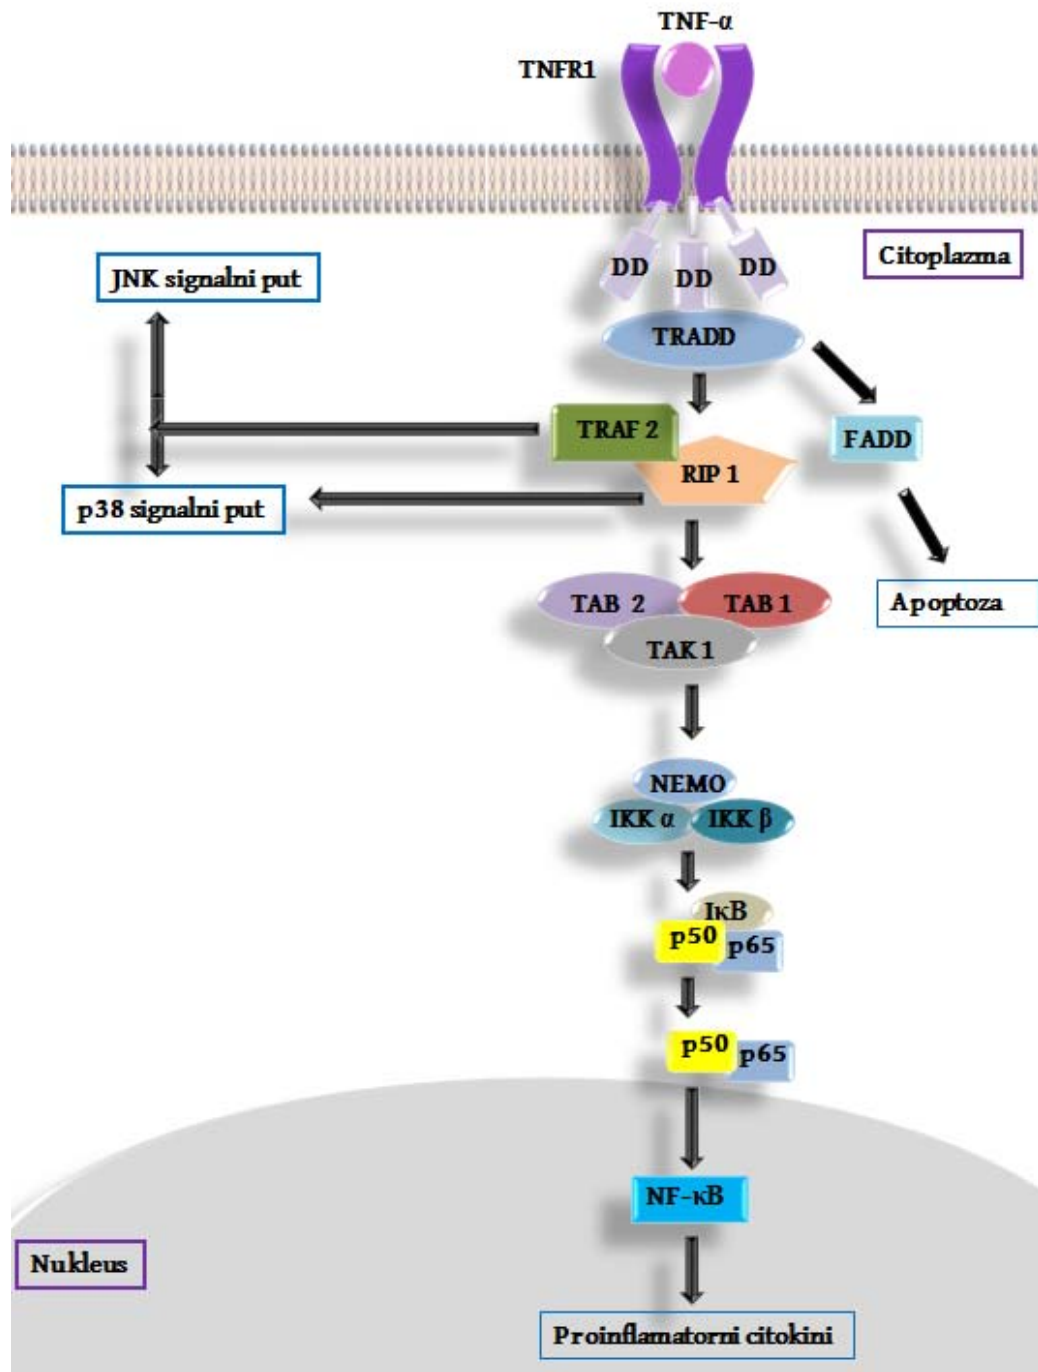 TNF-α
TNFR1
DD
DD
DD
Citoplazma
JNK signalni put
TRADD
TRAF 2
FADD
RIP 1
p38 signalni put
TAB 2
TAB 1
Apoptoza
TAK 1
NEMO
IKK α
IKK β
IκB
p50
p65
p50
p65
NF-κB
Nukleus
Proinflamatorni citokini